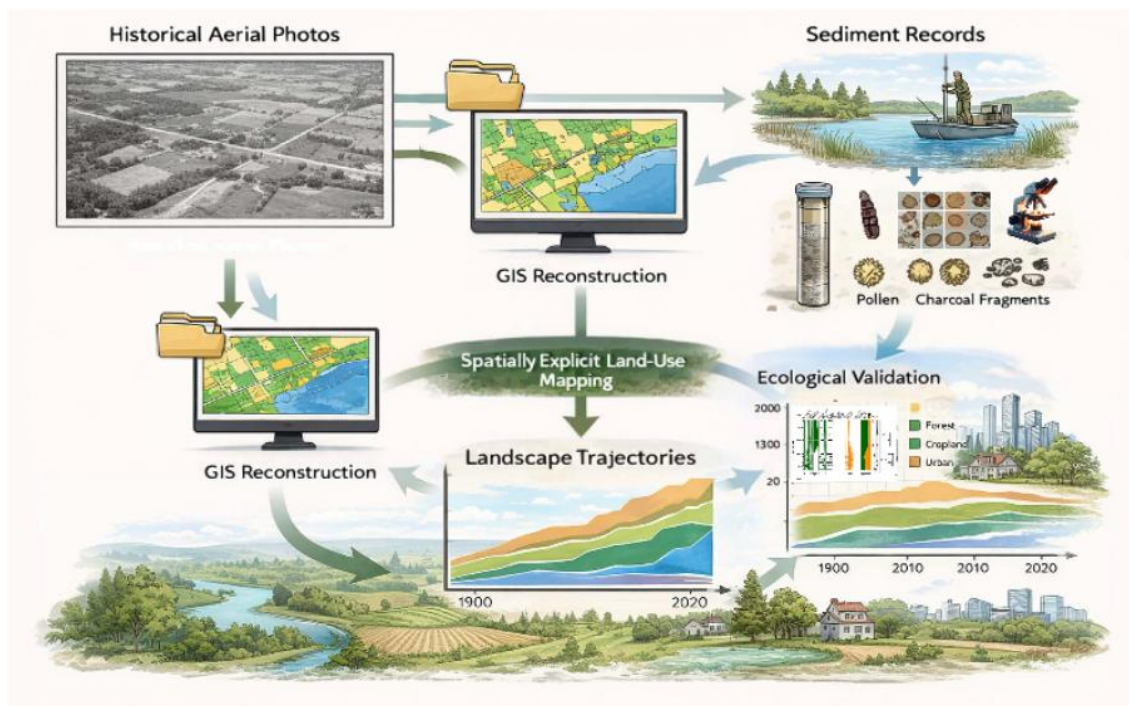 Historical Aerial Photos
Sediment Records
GIS Reconstruction
Pollen
Charcoal Fragments
Spatially Explicit Land-Use
Mapping
Ecological Validation
2000
1300
20
Forest
Cropland
Urban
1900
2010
2010
2020
GIS Reconstruction
Landscape Trajectories
1900
2020